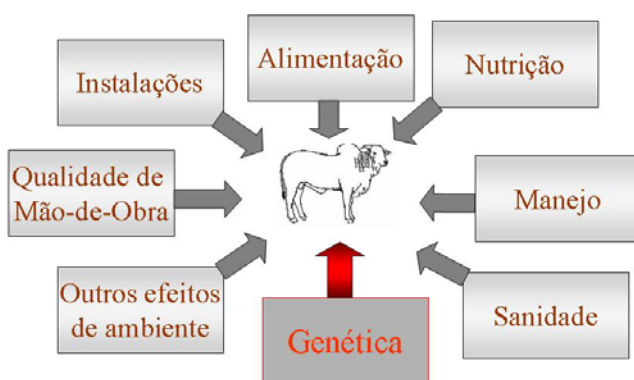 Instalações
Alimentação
Nutrição
Qualidade de
Mão-de-Obra
Manejo
Outros efeitos
de ambiente
Genética
Sanidade